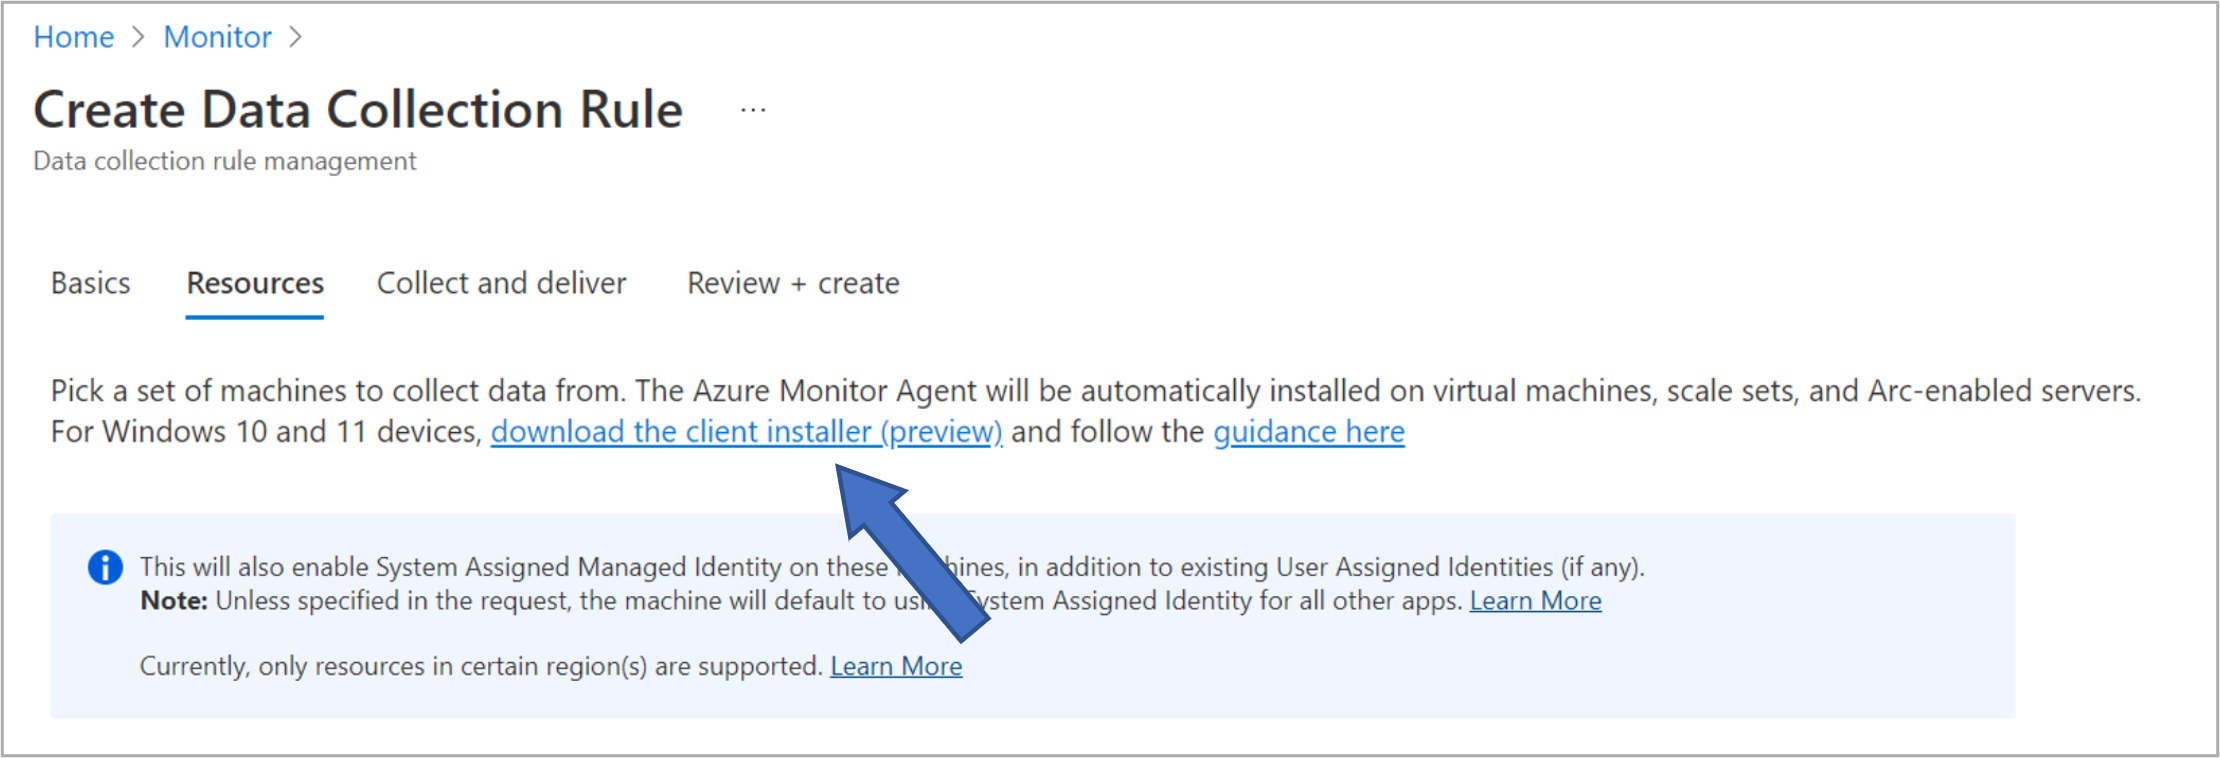 Home > Monitor >
Create Data Collection Rule ...
Data collection rule management
Basics Resources Collect and deliver Review + create
Pick a set of machines to collect data from. The Azure Monitor Agent will be automatically installed on virtual machines, scale sets, and Arc-enabled servers.
For Windows 10 and 11 devices, download the client installer (preview) and follow the guidance here
This will also enable System Assigned Managed Identity on these hines, in addition to existing User Assigned Identities (if any).
Note: Unless specified in the request, the machine will default to usi System Assigned Identity for all other apps. Learn More
Currently, only resources in certain region(s) are supported. Learn More